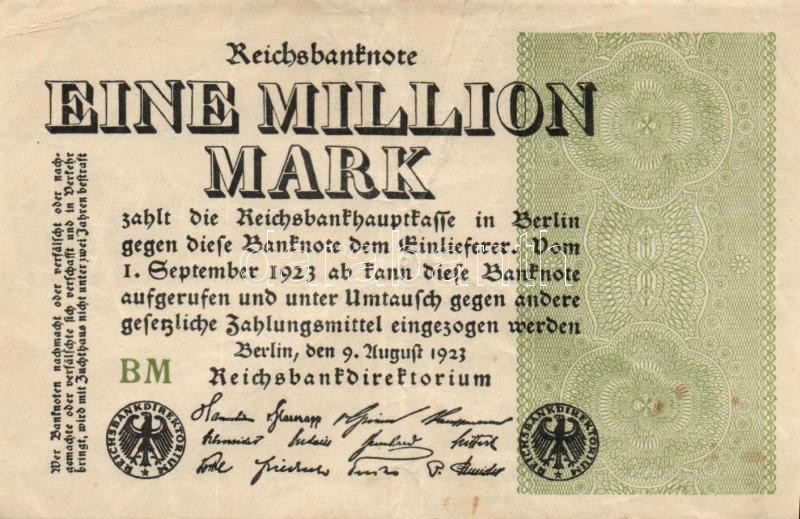 Reichsbanknote
EINE MILLION
MARK
zahlt die Reichsbankhauptkasse in Berlin
gegen diese Banknote dem Einlieferer. Vom
1. September 1923 ab kann diese Banknote
aufgerufen und unter Umtausch gegen andere
gesetzliche Zahlungsmittel eingezogen werden
Berlin, den 9. August 1923
BM
Reichsbankdirektorium
Wer Banknoten nachmacht oder verfälscht oder nach-
gemachte oder verfälschte sich verschafft und in Verkehr
bringt, wird mit Zuchthaus nicht unter zwei Jahren bestraft
REICHSBANKDIREKTORIUM
REICHSBANKDIREKTORIUM
darabanth